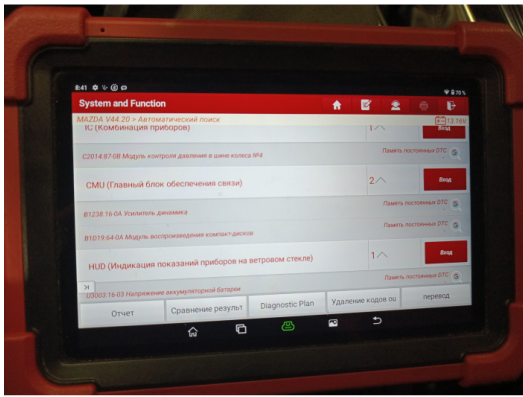 8:41
70%
System and Function
MAZDA V44.20 > Автоматический поиск
13.16V
IC (Комбинация приборов)
1
Вход
C2014:87-08 Модуль контроля давления в шине колеса №4
Память постоянных DTC
CMU (Главный блок обеспечения связи)
2
Вход
B1238:16-0A Усилитель динамика
Память постоянных DTC
B1D19:64-0A Модуль воспроизведения компакт-дисков
Память постоянных DTC
HUD (Индикация показаний приборов на ветровом стекле)
1
Вход
U3003:16-03 Напряжение аккумуляторной батареи
Память постоянных DTC
Отчет
Сравнение результ
Diagnostic Plan
Удаление кодов ои
перевод